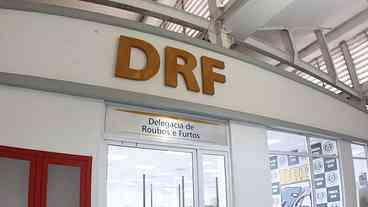 DRF
Delegacia de
Roubos e Furtos